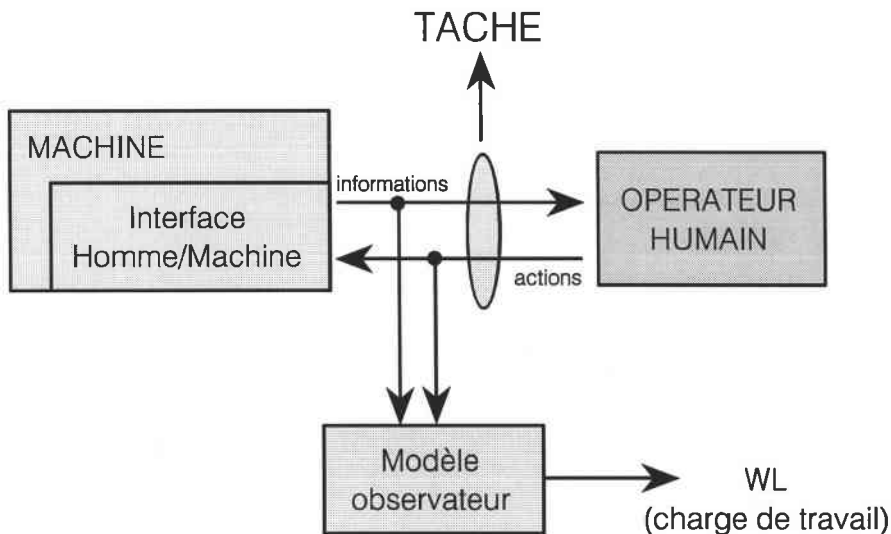 TACHE
MACHINE
Interface
Homme/Machine
informations
actions
OPERATEUR
HUMAIN
Modèle
observateur
WL
(charge de travail)